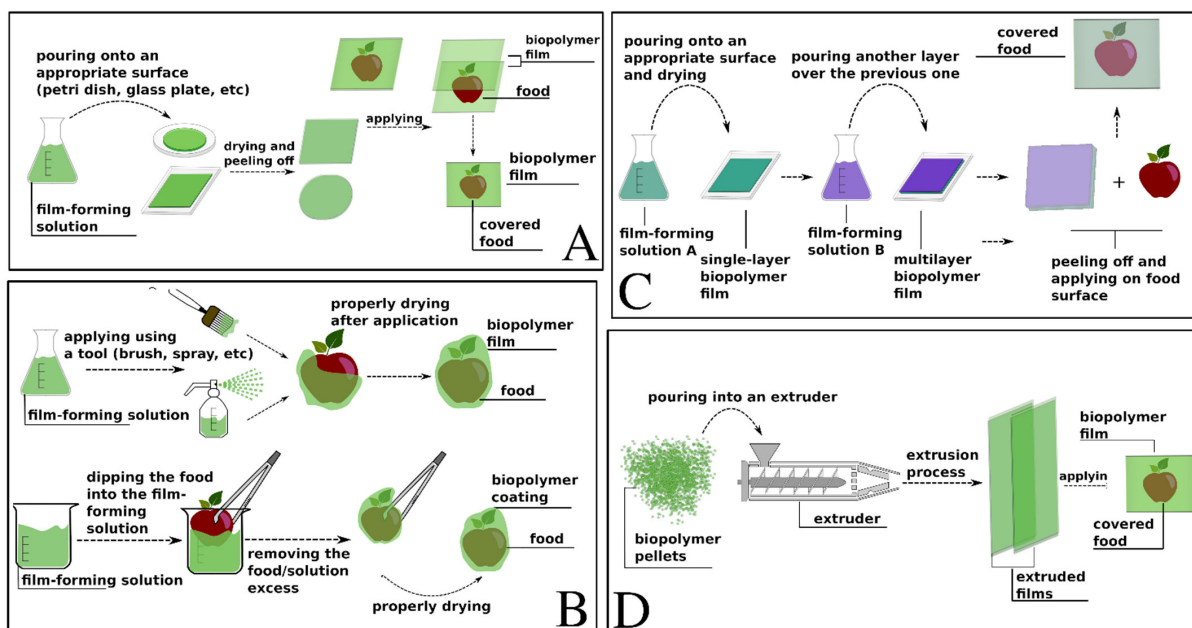 pouring onto an
appropriate surface
(petri dish, glass plate, etc)
film-forming
solution
drying and
peeling off
applying
biopolymer
film
food
biopolymer
film
covered
food
A
applying using
a tool (brush, spray, etc)
film-forming solution
properly drying
after application
biopolymer
film
food
dipping the food
into the film-
forming
solution
film-forming solution
removing the
food/solution
excess
properly drying
biopolymer
coating
food
B
pouring onto an
appropriate surface
and drying
film-forming
solution A
single-layer
biopolymer
film
pouring another layer
over the previous one
film-forming
solution B
multilayer
biopolymer
film
covered
food
+
peeling off and
applying on food
surface
C
pouring into an extruder
biopolymer
pellets
extruder
extrusion
process
extruded
films
applyin
biopolymer
film
covered
food
D